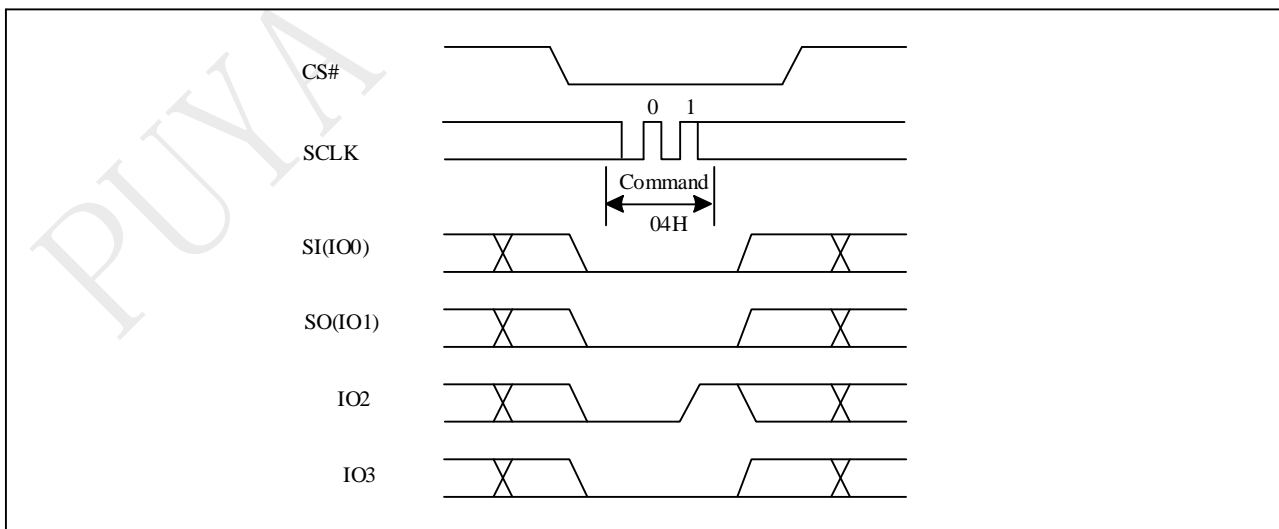 PUYA
CS#
0 1
SCLK
Command
04H
SI(IO0)
SO(IO1)
IO2
IO3